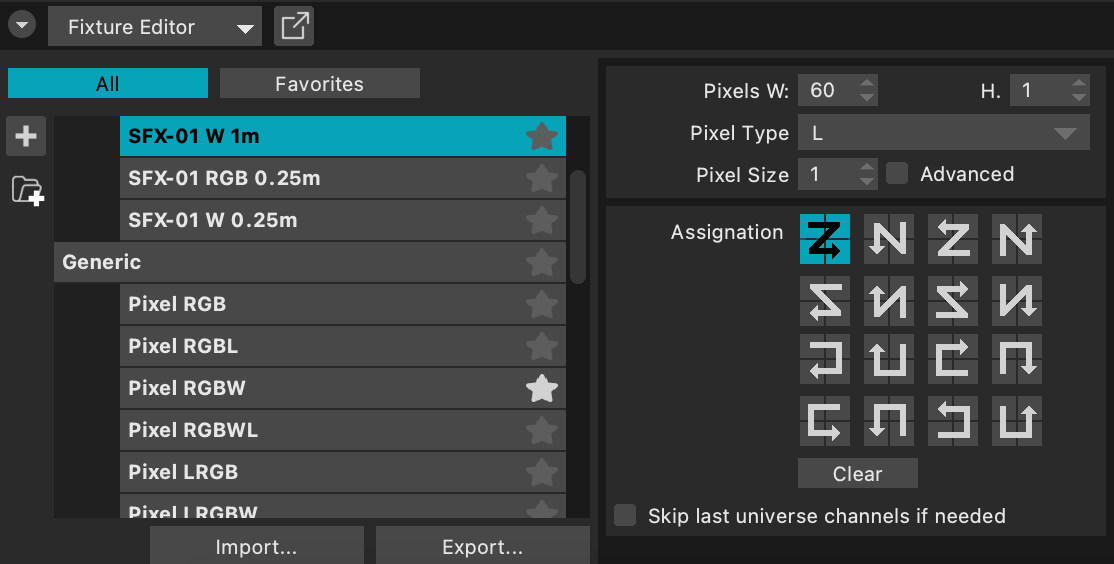 Fixture Editor
All
Favorites
SFX-01 W 1m
SFX-01 RGB 0.25m
SFX-01 W 0.25m
Generic
Pixel RGB
Pixel RGBL
Pixel RGBW
Pixel RGBWL
Pixel LRGB
Pixel LRGBW
Import...
Export...
Pixels W: 60 H. 1
Pixel Type L
Pixel Size 1 Advanced
Assignation
Clear
Skip last universe channels if needed